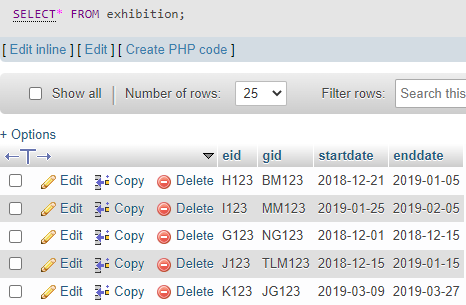 SELECT* FROM exhibition;
[ Edit inline ] [ Edit ] [ Create PHP code ]
Show all Number of rows: 25 Filter rows: Search this
+ Options
eid gid startdate enddate
Edit Copy Delete H123 BM123 2018-12-21 2019-01-05
Edit Copy Delete I123 MM123 2019-01-25 2019-02-05
Edit Copy Delete G123 NG123 2018-12-01 2018-12-15
Edit Copy Delete J123 TLM123 2018-12-15 2019-01-15
Edit Copy Delete K123 JG123 2019-03-09 2019-03-27